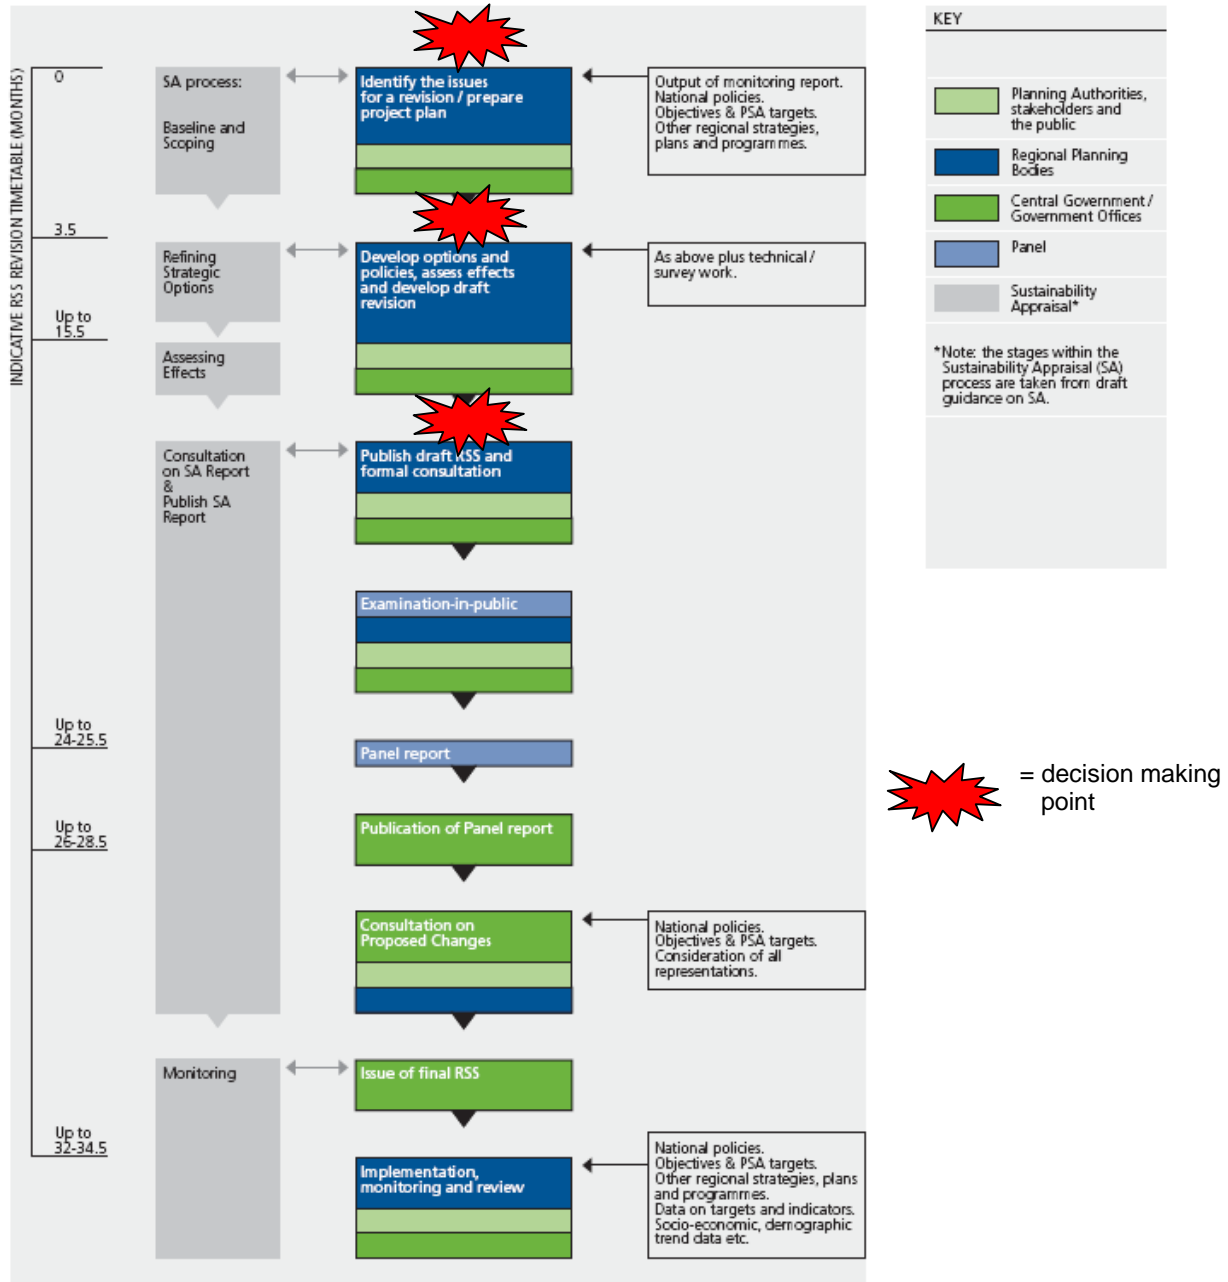 INDICATIVE RSS REVISION TIMETABLE (MONTHS)
0
3.5
Up to
15.5
Up to
24-25.5
Up to
26-28.5
Up to
32-34.5
SA process:
Baseline and
Scoping
Refining
Strategic
Options
Assessing
Effects
Consultation
on SA Report
&
Publish SA
Report
Monitoring
Identify the issues
for a revision / prepare
project plan
Develop options and
policies, assess effects
and develop draft
revision
Publish draft RSS and
formal consultation
Examination-in-public
Panel report
Publication of Panel report
Consultation on
Proposed Changes
Issue of final RSS
Implementation,
monitoring and review
Output of monitoring report.
National policies.
Objectives & PSA targets.
Other regional strategies,
plans and programmes.
As above plus technical /
survey work.
National policies.
Objectives & PSA targets.
Consideration of all
representations.
National policies.
Objectives & PSA targets.
Other regional strategies, plans
and programmes.
Data on targets and indicators.
Socio-economic, demographic
trend data etc.
KEY
Planning Authorities,
stakeholders and
the public
Regional Planning
Bodies
Central Government /
Government Offices
Panel
Sustainability
Appraisal*
*Note: the stages within the
Sustainability Appraisal (SA)
process are taken from draft
guidance on SA.
= decision making
point